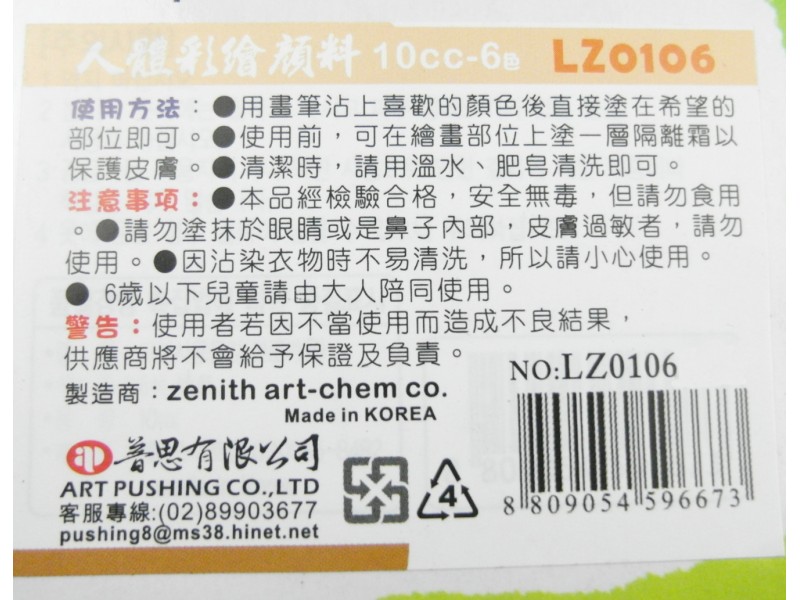 人體彩繪顏料 10cc-6色 LZ0106
使用方法：●用畫筆沾上喜歡的顏色後直接塗在希望的
部位即可。●使用前，可在繪畫部位上塗一層隔離霜以
保護皮膚。●清潔時，請用溫水、肥皂清洗即可。
注意事項：●本品經檢驗合格，安全無毒，但請勿食用
。●請勿塗抹於眼睛或是鼻子內部，皮膚過敏者，請勿
使用。●因沾染衣物時不易清洗，所以請小心使用。
● 6歲以下兒童請由大人陪同使用。
警告：使用者若因不當使用而造成不良結果，
供應商將不會給予保證及負責。
製造商：zenith art-chem co.
Made in KOREA
NO:LZ0106
普思有限公司
ART PUSHING CO.,LTD
客服專線:(02)89903677
pushing8@ms38.hinet.net
4
8 809054 596673